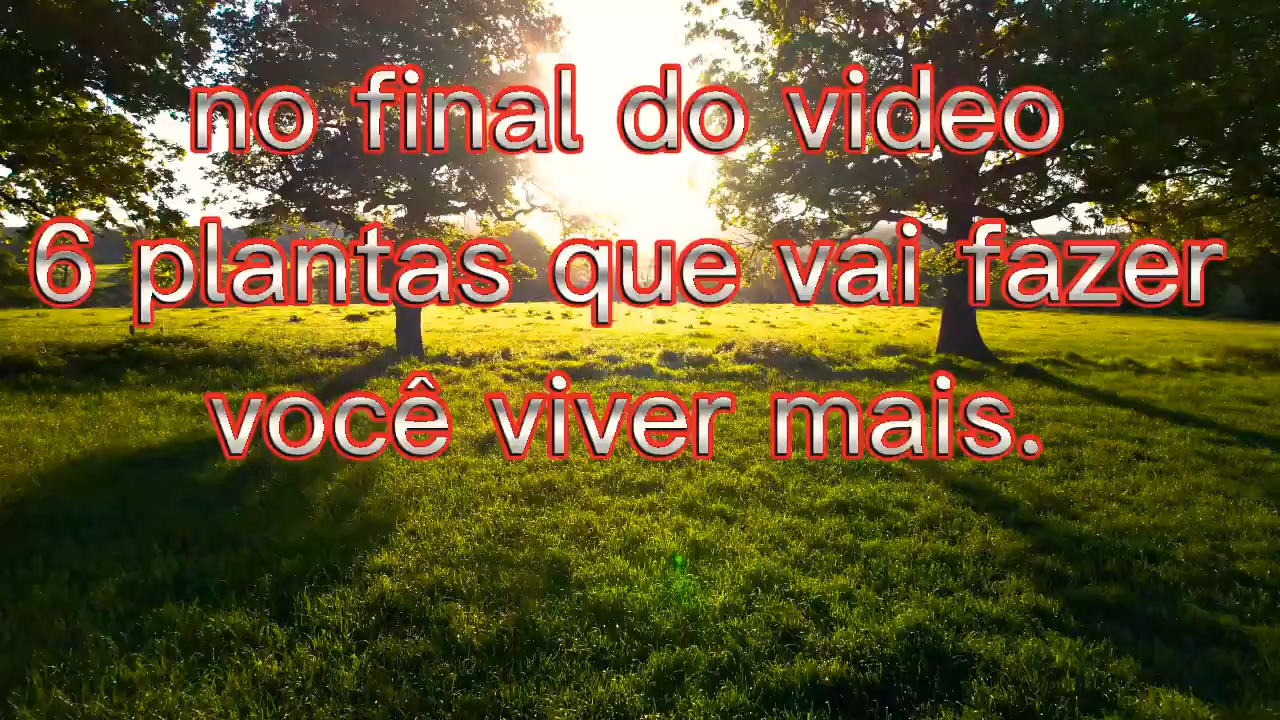 no final do video
6 plantas que vai fazer
você viver mais.